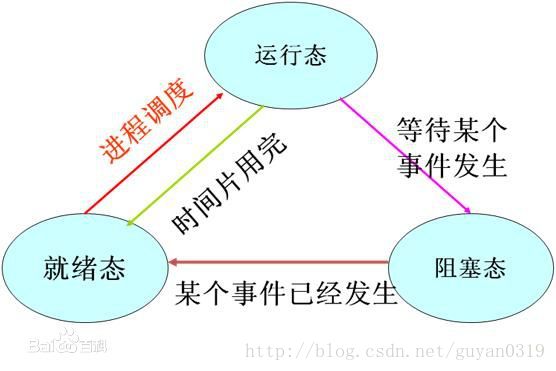 运行态
进程调度
时间片用完
等待某个
事件发生
就绪态
阻塞态
某个事件已经发生
Bai百科
http://blog.csdn.net/guyan0319